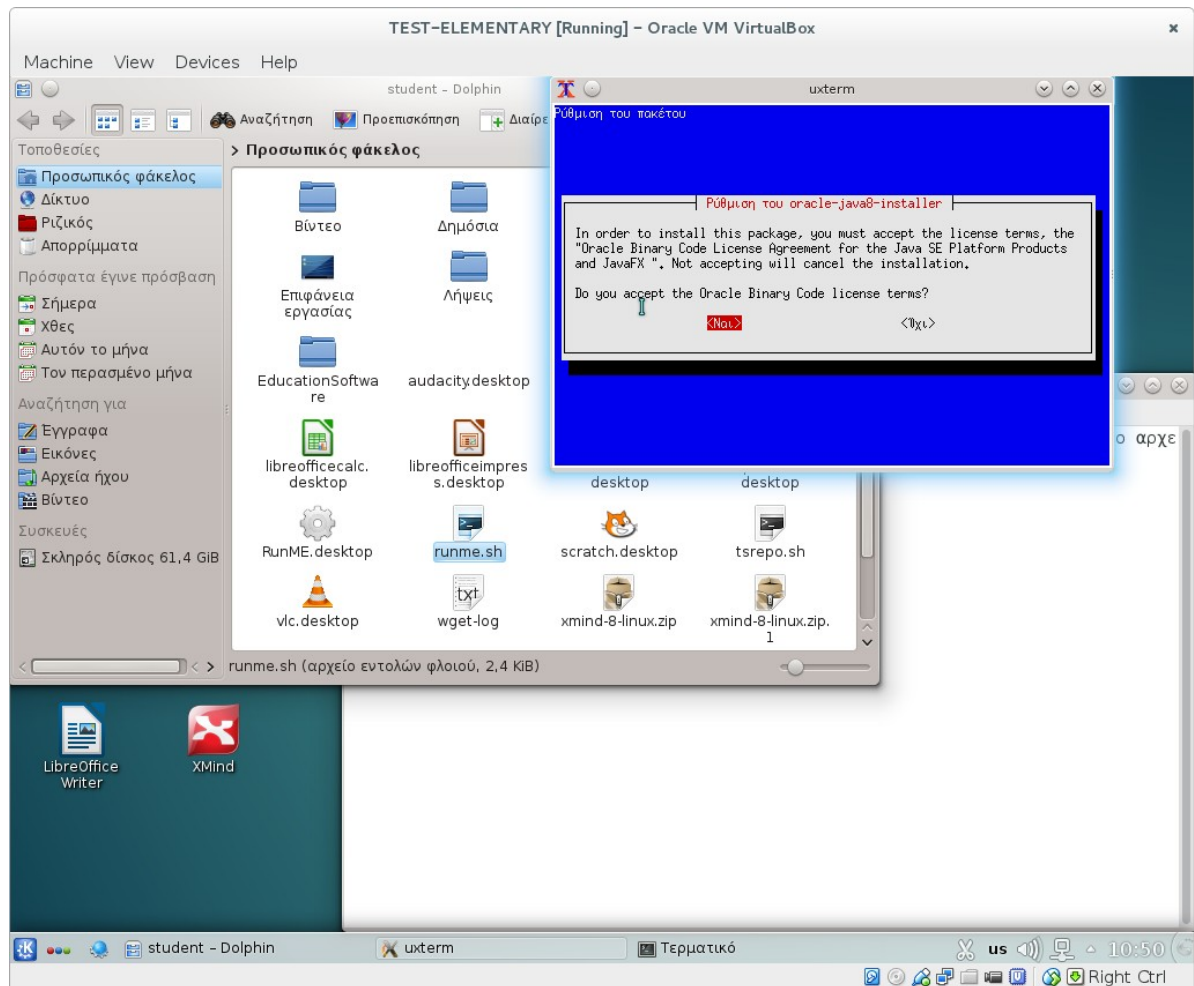 TEST-ELEMENTARY [Running] - Oracle VM VirtualBox
Machine View Devices Help
student - Dolphin
Αναζήτηση Προεπισκόπηση Διαίρε
Τοποθεσίες
Προσωπικός φάκελος
Δίκτυο
Ριζικός
Απορρίμματα
Πρόσφατα έγινε πρόσβαση
Σήμερα
Χθες
Αυτόν το μήνα
Τον περασμένο μήνα
Αναζήτηση για
Έγγραφα
Εικόνες
Αρχεία ήχου
Βίντεο
Συσκευές
Σκληρός δίσκος 61,4 GiB
> Προσωπικός φάκελος
Βίντεο
Δημόσια
Επιφάνεια
εργασίας
Λήψεις
EducationSoftwa
re
audacity.desktop
libreofficecalc.
desktop
libreofficeimpres
s.desktop
desktop
desktop
RunME.desktop
runme.sh
scratch.desktop
tsrepo.sh
vlc.desktop
txt
wget-log
xmind-8-linux.zip
xmind-8-linux.zip.
1
runme.sh (αρχείο εντολών φλοιού, 2,4 KiB)
uxterm
Ρύθμιση του πακέτου
Ρύθμιση του oracle-java8-installer
In order to install this package, you must accept the license terms, the
"Oracle Binary Code License Agreement for the Java SE Platform Products
and JavaFX ". Not accepting will cancel the installation.
Do you accept the Oracle Binary Code license terms?
<Ναι> <Όχι>
ο αρχε
LibreOffice
Writer
XMind
student - Dolphin
uxterm
Τερματικό
us
10:50
Right Ctrl